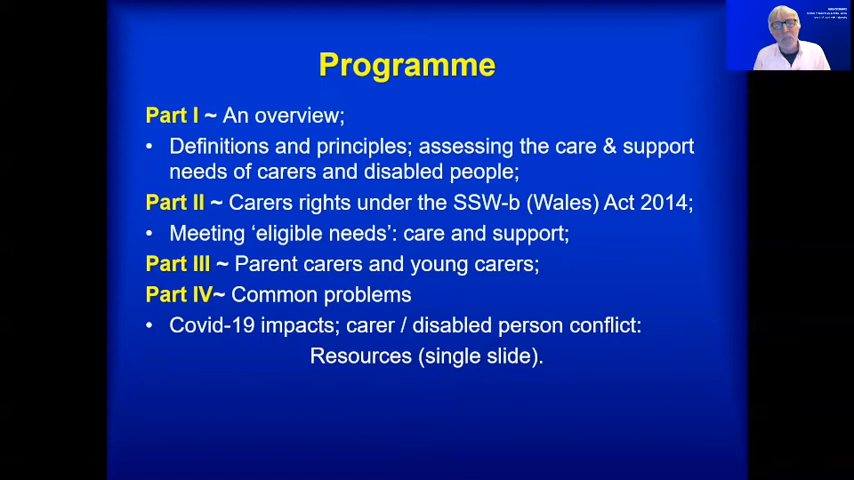 Programme
Part I ~ An overview;
• Definitions and principles; assessing the care & support
needs of carers and disabled people;
Part II ~ Carers rights under the SSW-b (Wales) Act 2014;
• Meeting ‘eligible needs’: care and support;
Part III ~ Parent carers and young carers;
Part IV~ Common problems
• Covid-19 impacts; carer / disabled person conflict:
Resources (single slide).